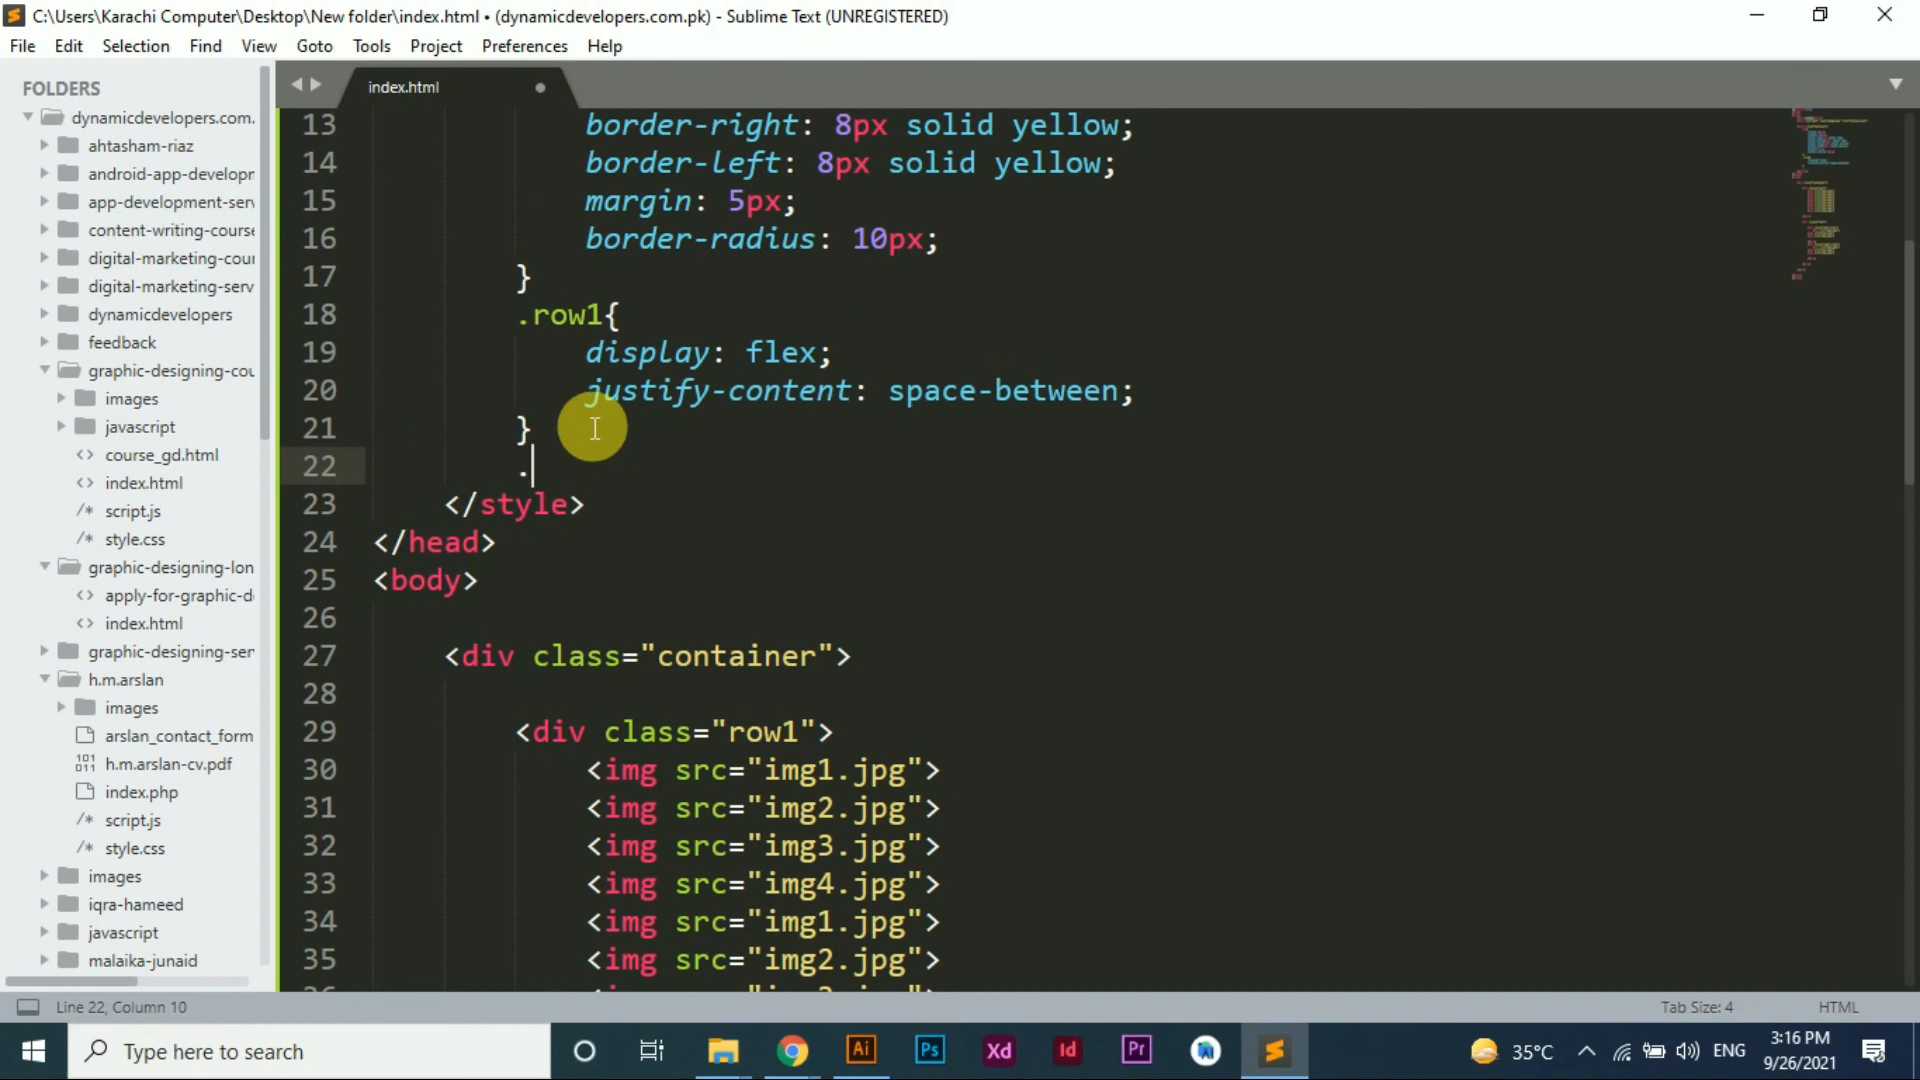 C:\Users\Karachi Computer\Desktop\New folder\index.html • (dynamicdevelopers.com.pk) - Sublime Text (UNREGISTERED)
File Edit Selection Find View Goto Tools Project Preferences Help
FOLDERS
dynamicdevelopers.com.
ahtasham-riaz
android-app-developr
app-development-serv
content-writing-course
digital-marketing-cour
digital-marketing-serv
dynamicdevelopers
feedback
graphic-designing-cou
images
javascript
course_gd.html
index.html
script.js
style.css
graphic-designing-lon
apply-for-graphic-d
index.html
graphic-designing-ser
h.m.arslan
images
arslan_contact_form
h.m.arslan-cv.pdf
index.php
script.js
style.css
images
iqra-hameed
javascript
malaika-junaid
index.html
13 border-right: 8px solid yellow;
14 border-left: 8px solid yellow;
15 margin: 5px;
16 border-radius: 10px;
17 }
18 .row1{
19 display: flex;
20 justify-content: space-between;
21 }
22 .
23 </style>
24 </head>
25 <body>
26
27 <div class="container">
28
29 <div class="row1">
30 <img src="img1.jpg">
31 <img src="img2.jpg">
32 <img src="img3.jpg">
33 <img src="img4.jpg">
34 <img src="img1.jpg">
35 <img src="img2.jpg">
Line 22, Column 10
Tab Size: 4 HTML
Type here to search
Ai Ps Xd Id Pr
35°C
ENG
3:16 PM
9/26/2021